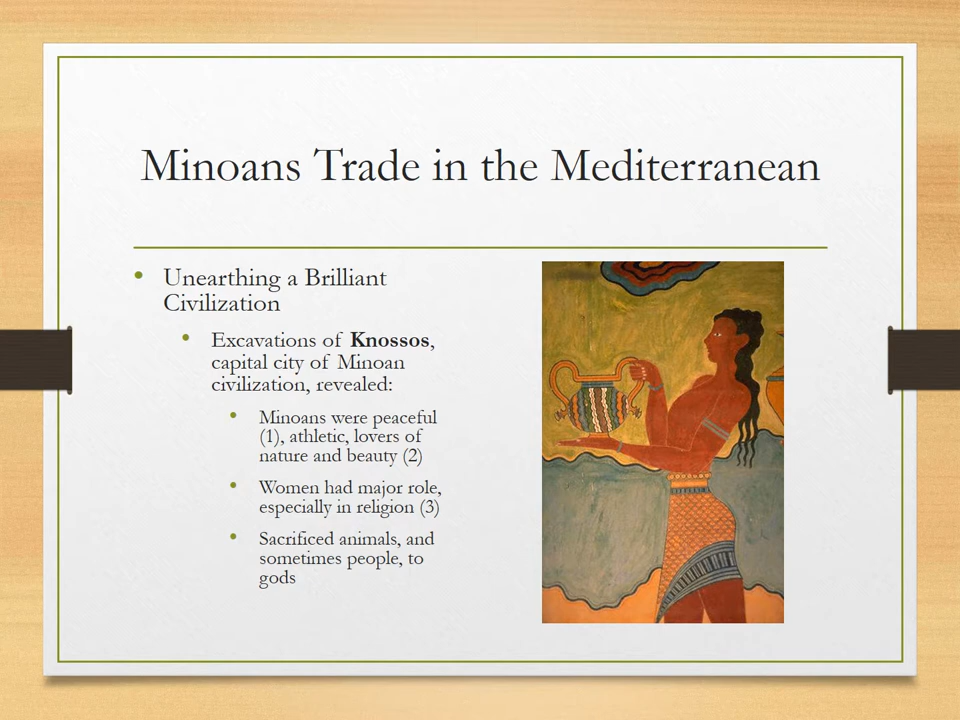 Minoans Trade in the Mediterranean
• Unearthing a Brilliant
Civilization
• Excavations of Knossos,
capital city of Minoan
civilization, revealed:
• Minoans were peaceful
(1), athletic, lovers of
nature and beauty (2)
• Women had major role,
especially in religion (3)
• Sacrificed animals, and
sometimes people, to
gods